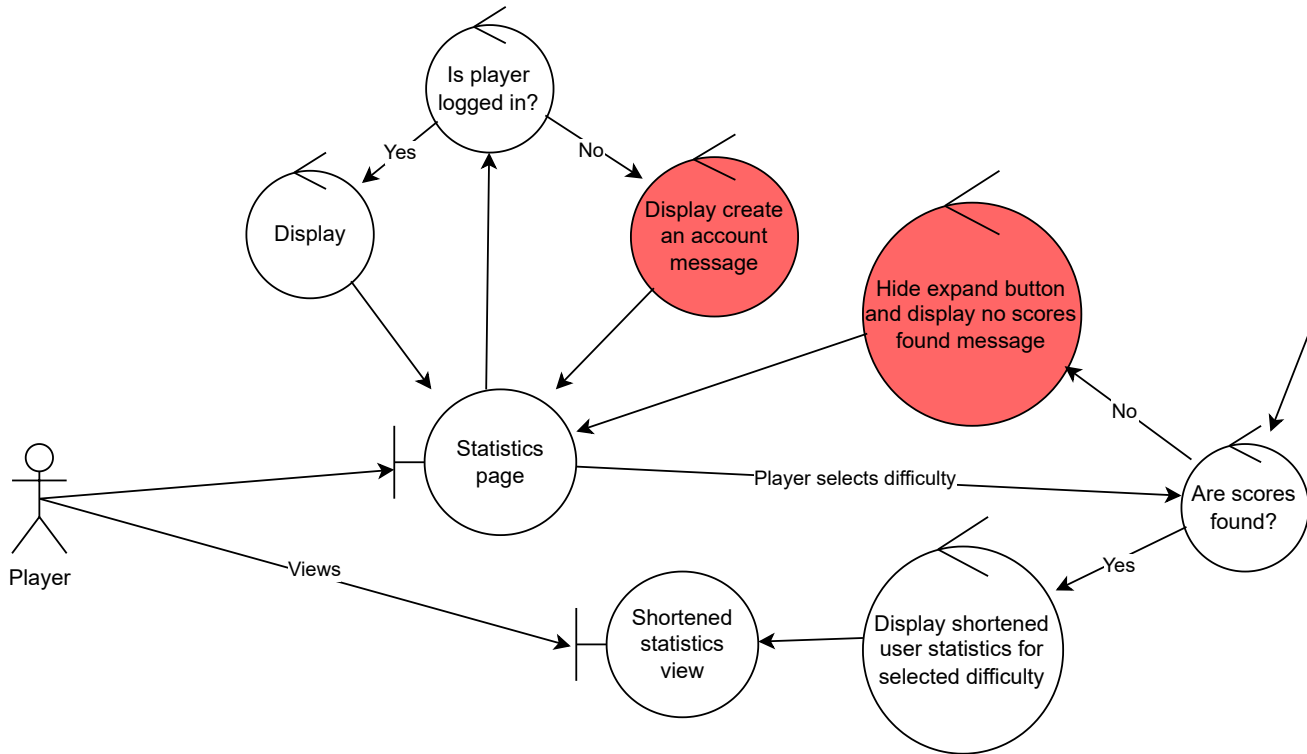 Is player
logged in?
Yes
No
Display
Display create
an account
message
Hide expand button
and display no scores
found message
No
Statistics
page
Player selects difficulty
Are scores
found?
Player
Views
Yes
Shortened
statistics
view
Display shortened
user statistics for
selected difficulty